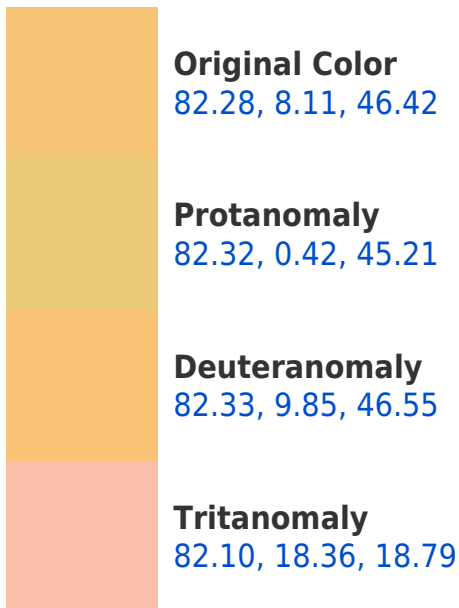 Original Color
82.28, 8.11, 46.42
Protanomaly
82.32, 0.42, 45.21
Deuteranomaly
82.33, 9.85, 46.55
Tritanomaly
82.10, 18.36, 18.79